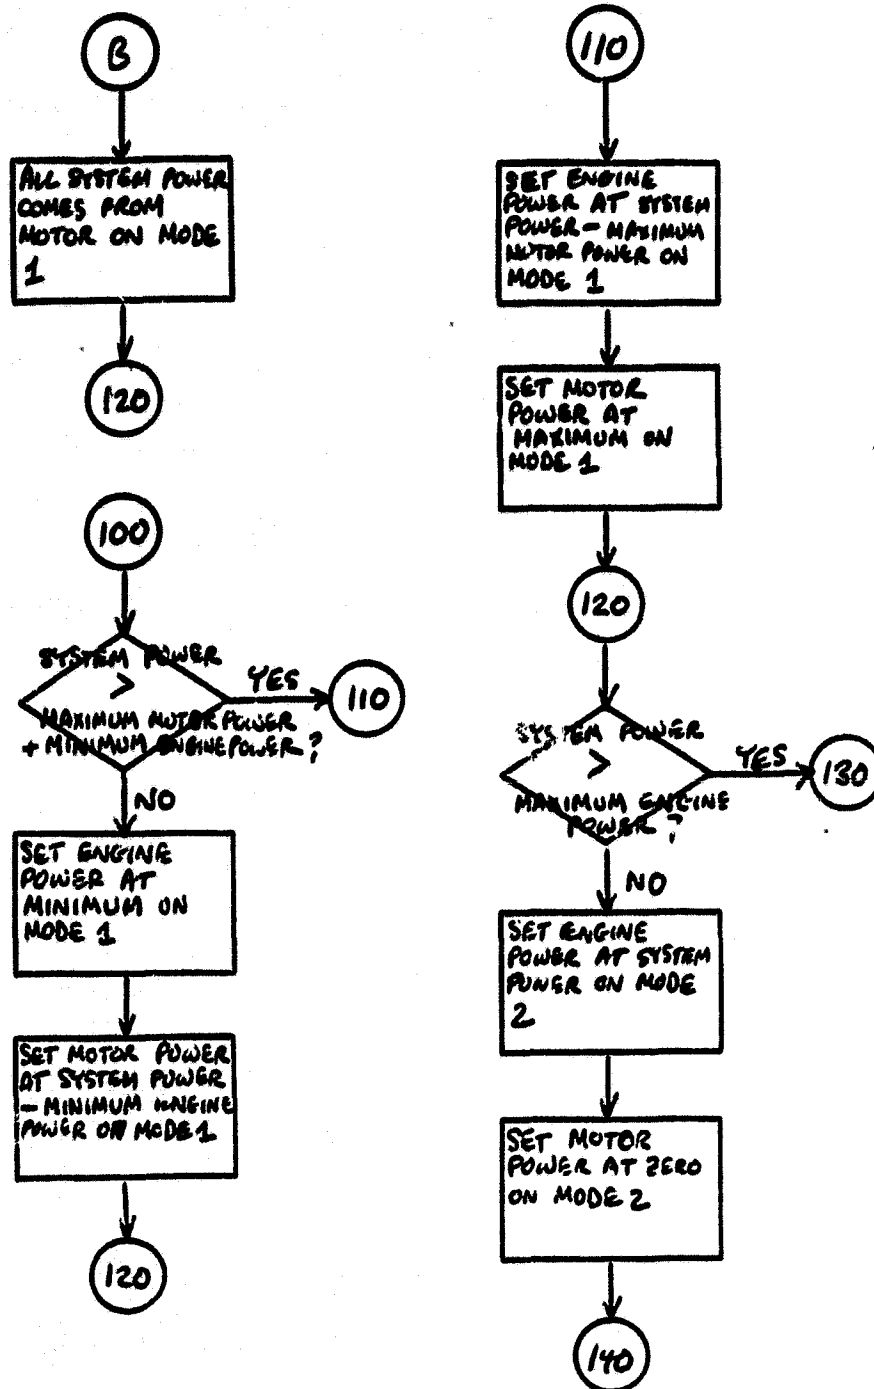 B
ALL SYSTEM POWER
COMES FROM
MOTOR ON MODE
1
120
100
SYSTEM POWER
>
MAXIMUM MOTOR POWER
+ MINIMUM ENGINE POWER?
YES
110
NO
SET ENGINE
POWER AT
MINIMUM ON
MODE 1
SET MOTOR POWER
AT SYSTEM POWER
- MINIMUM ENGINE
POWER ON MODE 1
120
110
SET ENGINE
POWER AT SYSTEM
POWER - MAXIMUM
MOTOR POWER ON
MODE 1
SET MOTOR
POWER AT
MAXIMUM ON
MODE 1
120
SYSTEM POWER
>
MAXIMUM ENGINE
POWER?
YES
130
NO
SET ENGINE
POWER AT SYSTEM
POWER ON MODE
2
SET MOTOR
POWER AT ZERO
ON MODE 2
140